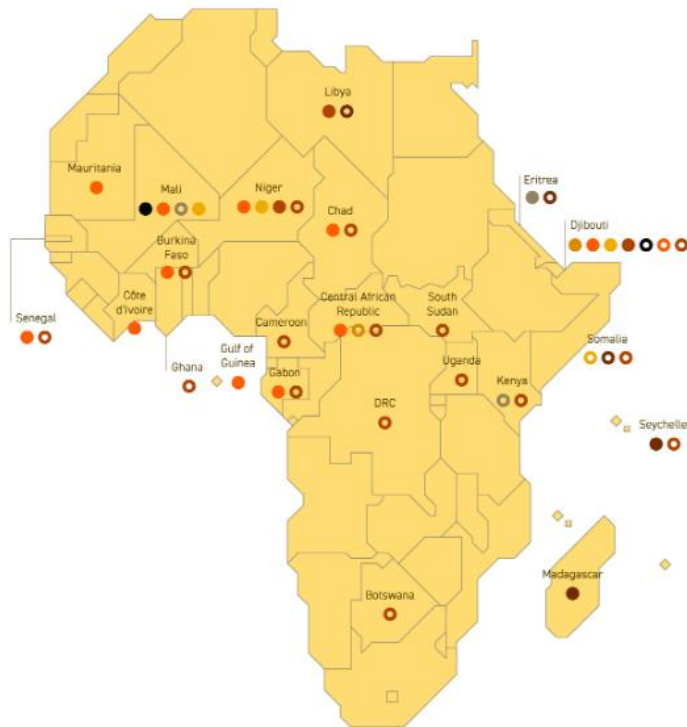 Libya
Mauritania
Mali
Niger
Chad
Eritrea
Djibouti
Burkina
Faso
Senegal
Côte
d'Ivoire
Ghana
Gulf of
Guinea
Cameroon
Central African
Republic
South
Sudan
Gabon
Uganda
Kenya
Somalia
DRC
Seychelle
Madagascar
Botswana